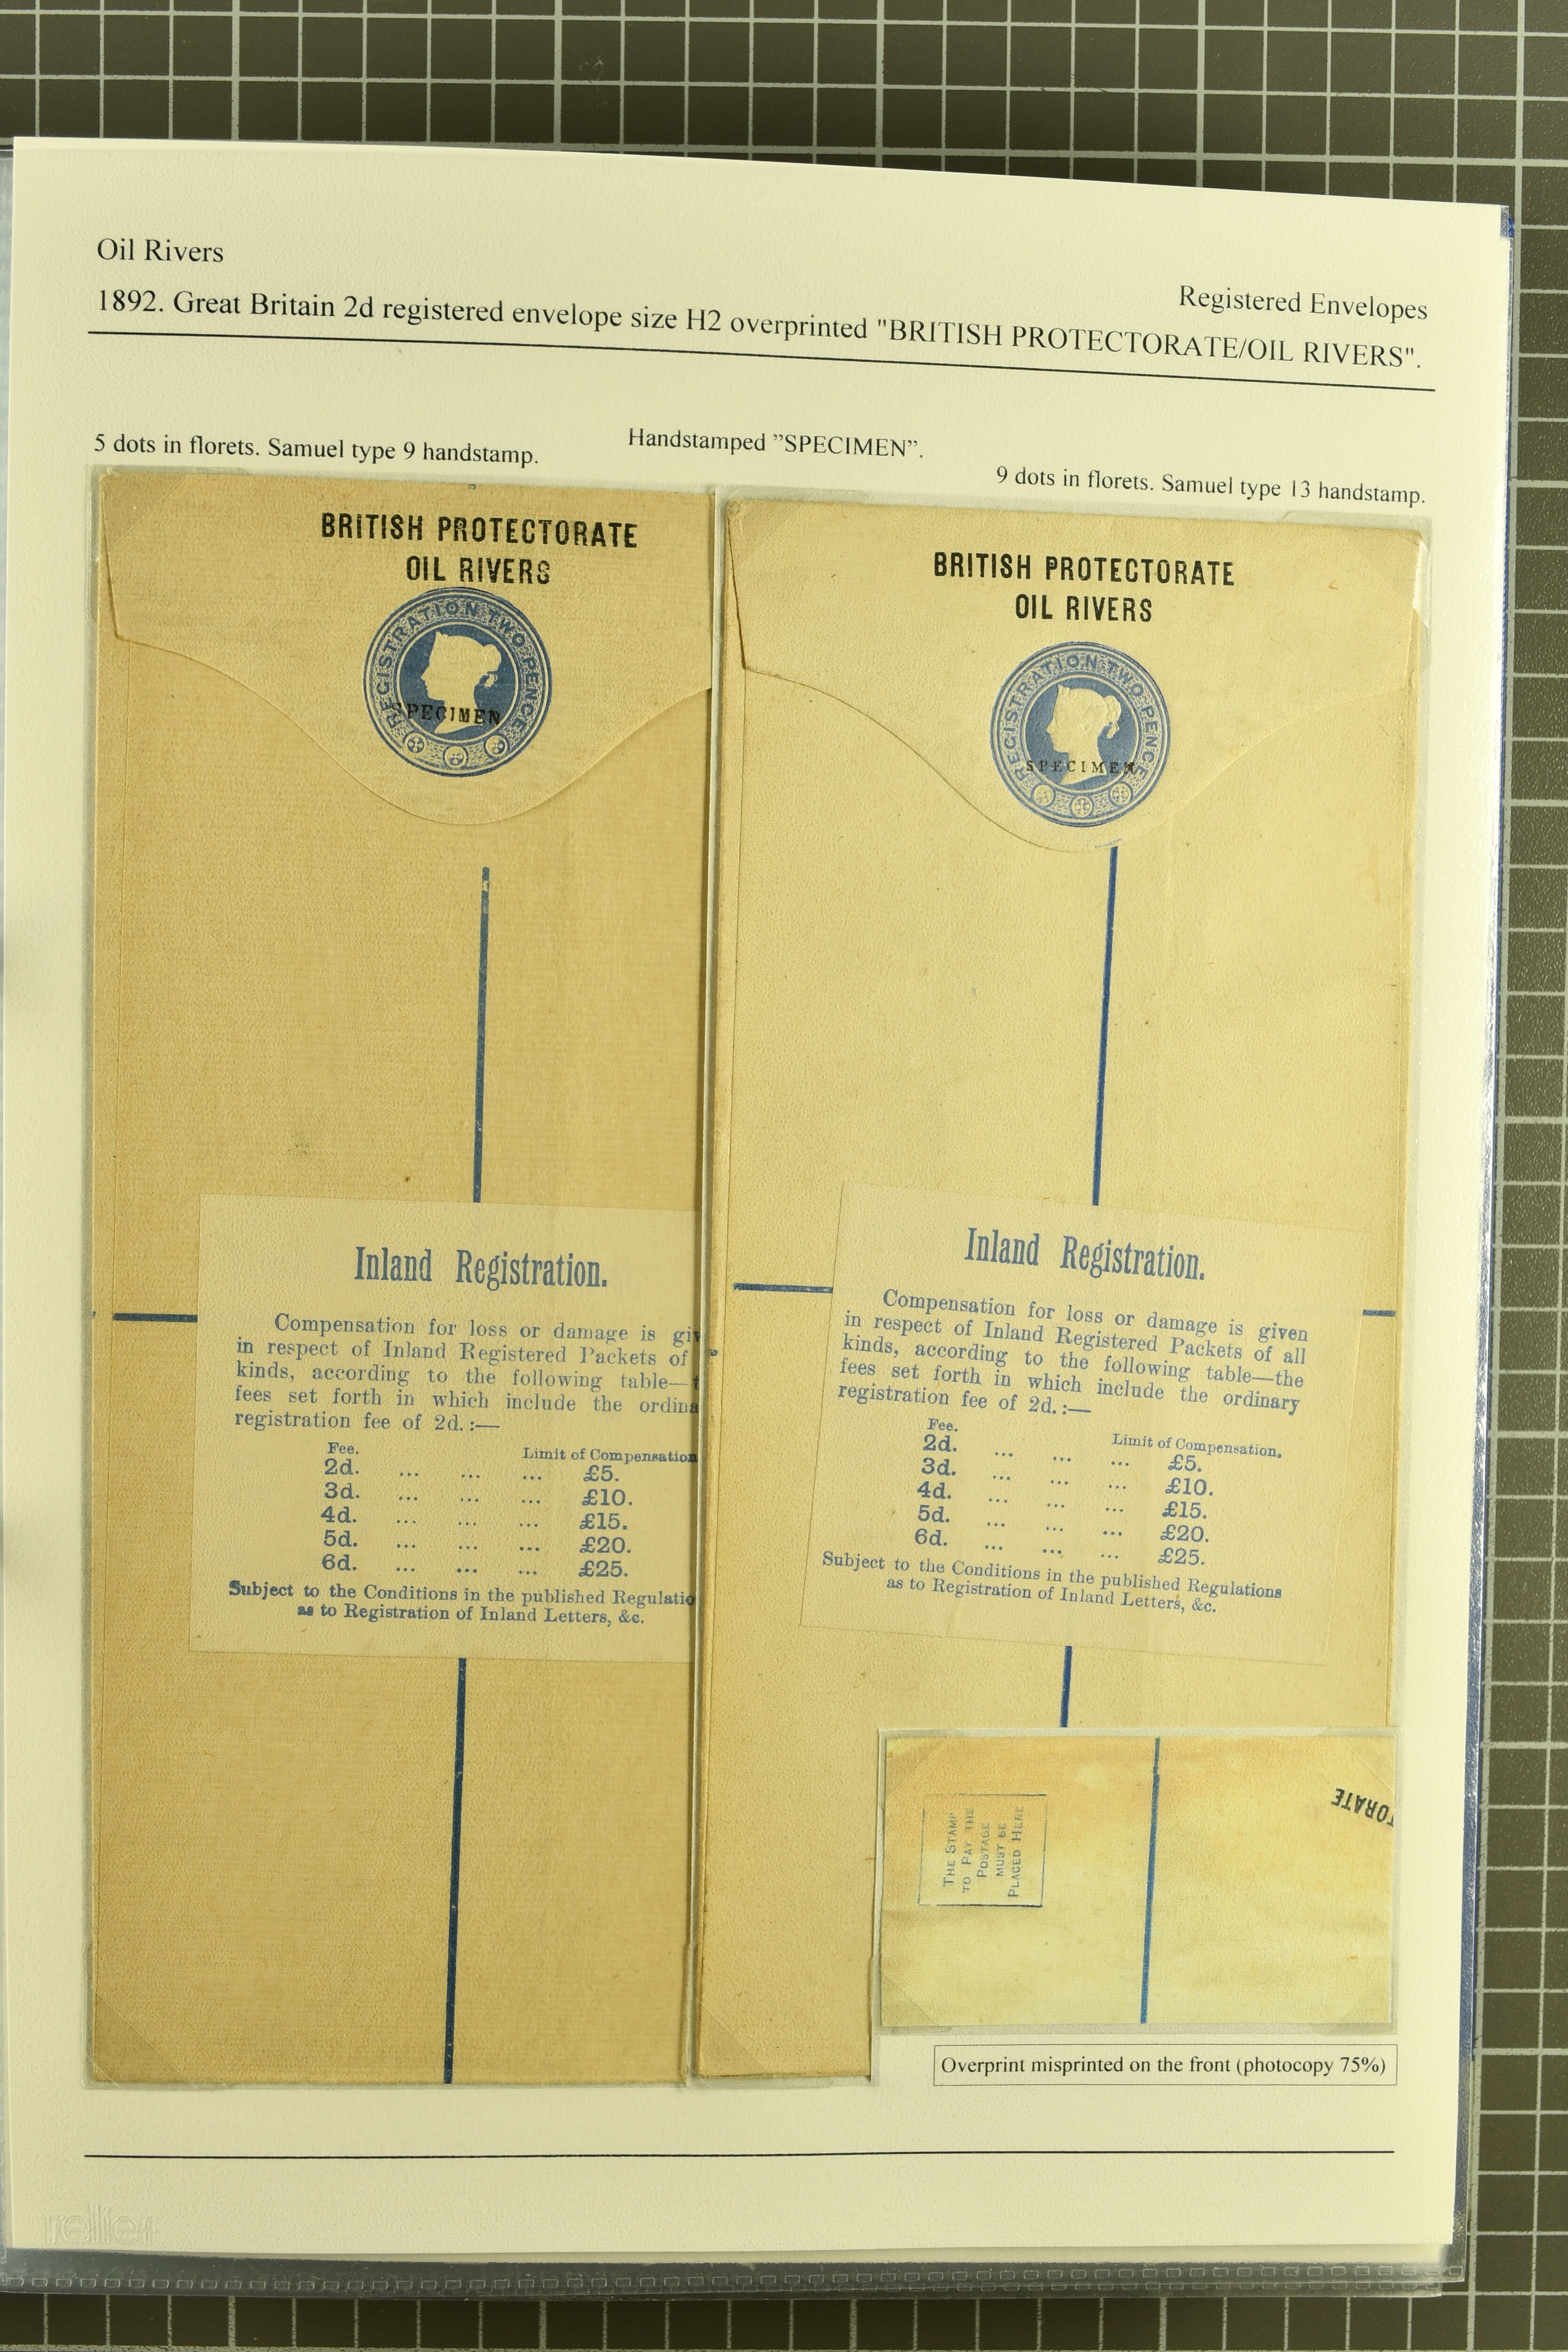 Oil Rivers
Registered Envelopes
1892. Great Britain 2d registered envelope size H2 overprinted "BRITISH PROTECTORATE/OIL RIVERS".
Handstamped ”SPECIMEN”.
5 dots in florets. Samuel type 9 handstamp.
9 dots in florets. Samuel type 13 handstamp.
BRITISH PROTECTORATE
OIL RIVERS
REGISTRATION TWO PENCE
SPECIMEN
Inland Registration.
Compensation for loss or damage is giv
in respect of Inland Registered Packets of
kinds, according to the following table—t
fees set forth in which include the ordina
registration fee of 2d. :—
Fee. Limit of Compensation
2d. ... ... ... £5.
3d. ... ... ... £10.
4d. ... ... ... £15.
5d. ... ... ... £20.
6d. ... ... ... £25.
Subject to the Conditions in the published Regulatio
as to Registration of Inland Letters, &c.
BRITISH PROTECTORATE
OIL RIVERS
REGISTRATION TWO PENCE
SPECIMEN
Inland Registration.
Compensation for loss or damage is given
in respect of Inland Registered Packets of all
kinds, according to the following table—the
fees set forth in which include the ordinary
registration fee of 2d. :—
Fee. Limit of Compensation.
2d. ... ... ... £5.
3d. ... ... ... £10.
4d. ... ... ... £15.
5d. ... ... ... £20.
6d. ... ... ... £25.
Subject to the Conditions in the published Regulations
as to Registration of Inland Letters, &c.
THE STAMP
TO PAY THE
POSTAGE
MUST BE
PLACED HERE
ORATE
Overprint misprinted on the front (photocopy 75%)
relief